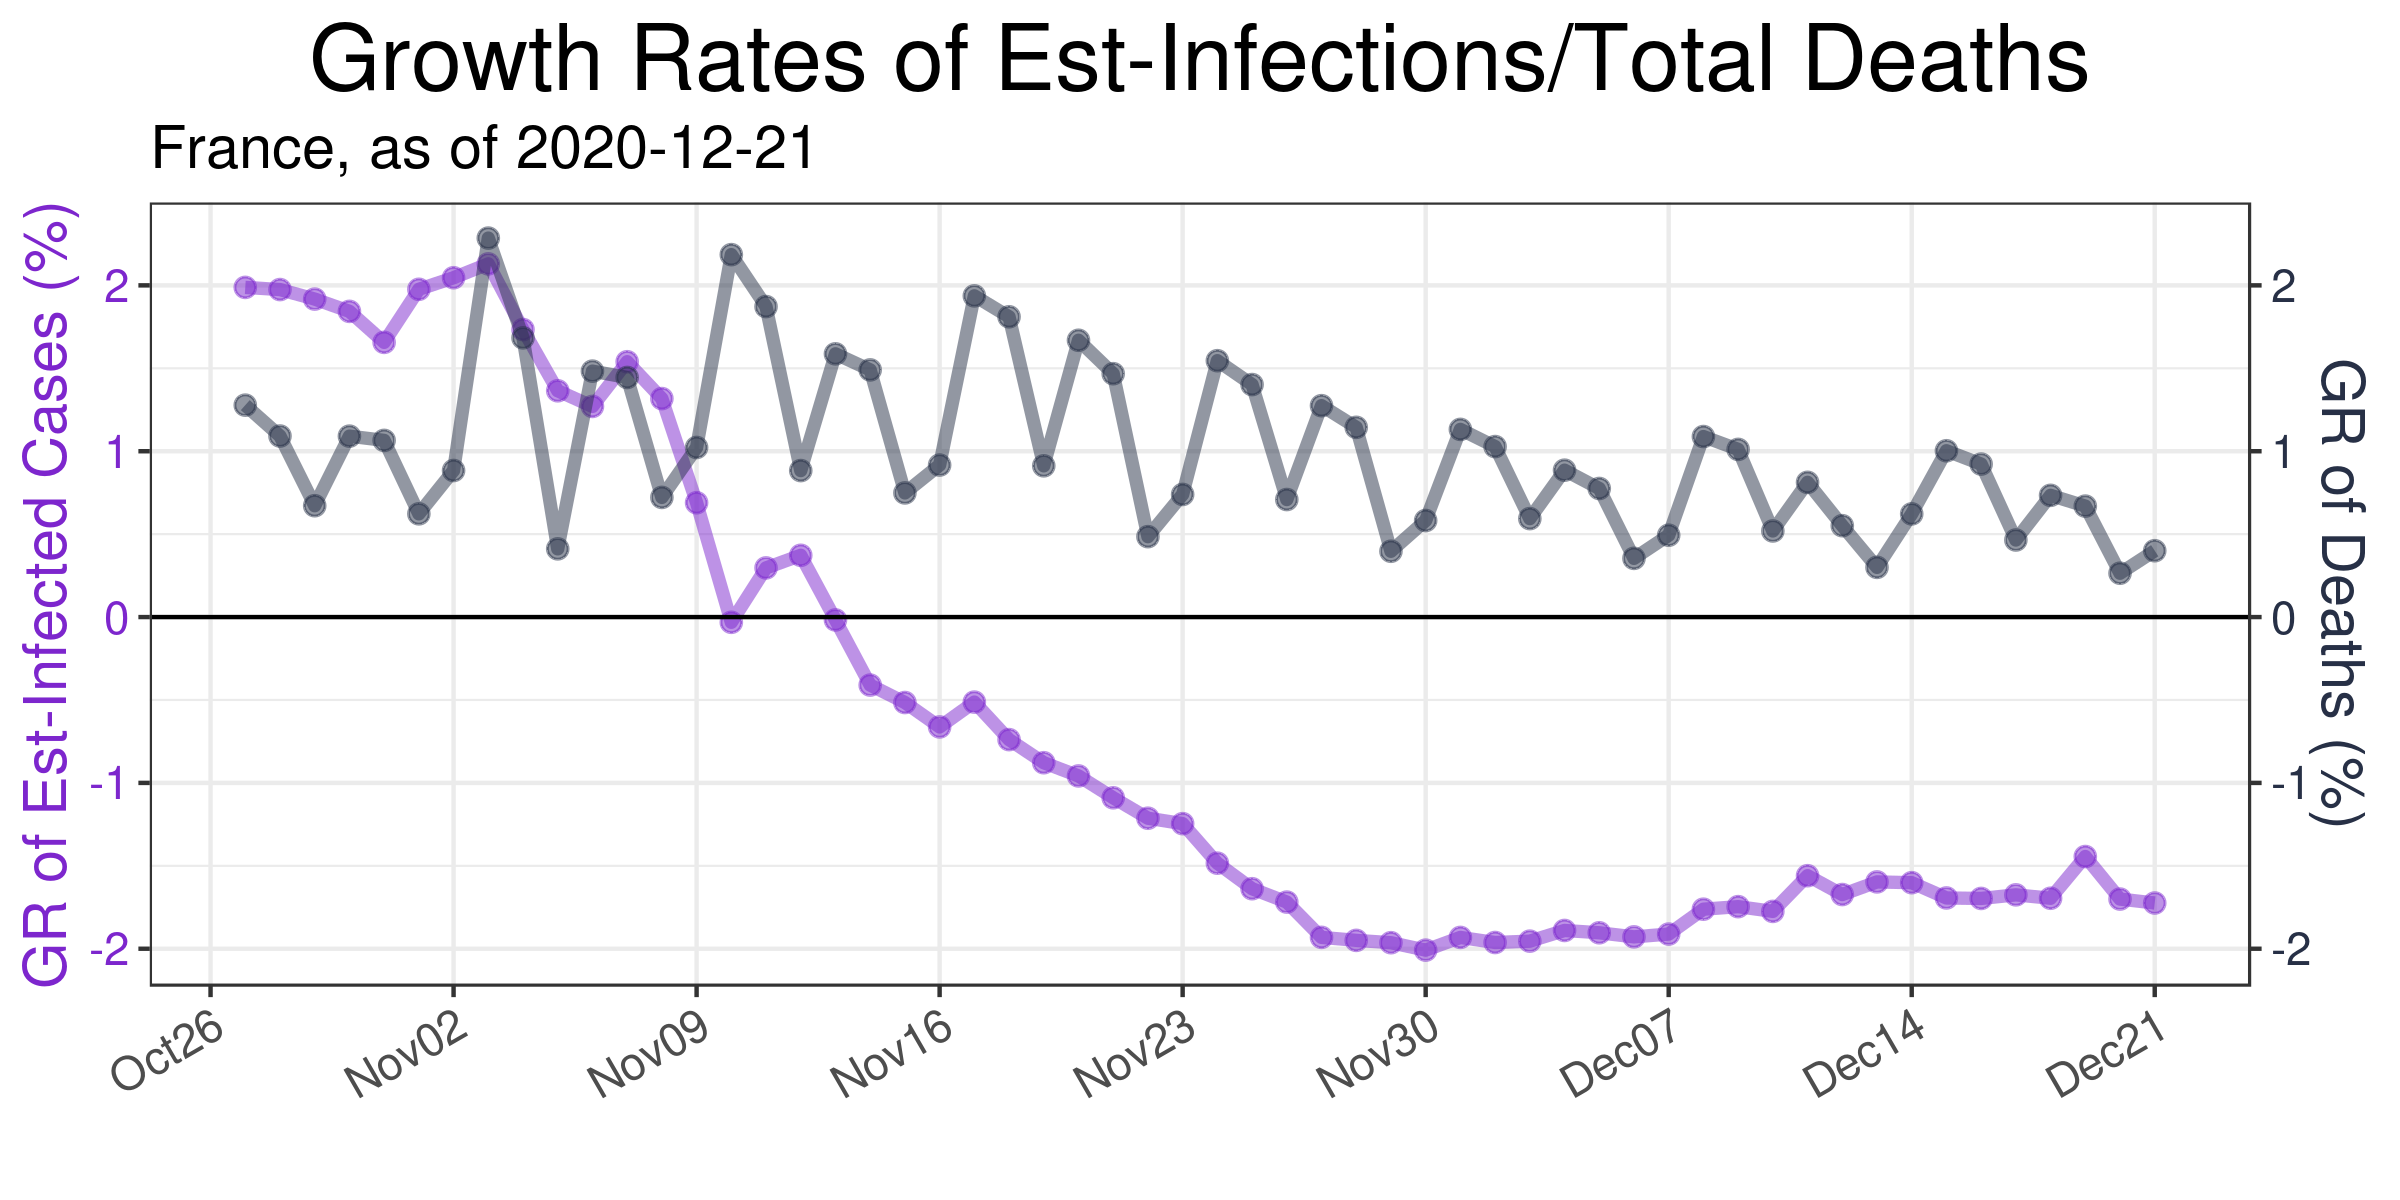 Growth Rates of Est-Infections/Total Deaths
France, as of 2020-12-21
GR of Est-Infected Cases (%)
2
1
0
-1
-2
2
1
0
-1
-2
GR of Deaths (%)
Oct26
Nov02
Nov09
Nov16
Nov23
Nov30
Dec07
Dec14
Dec21